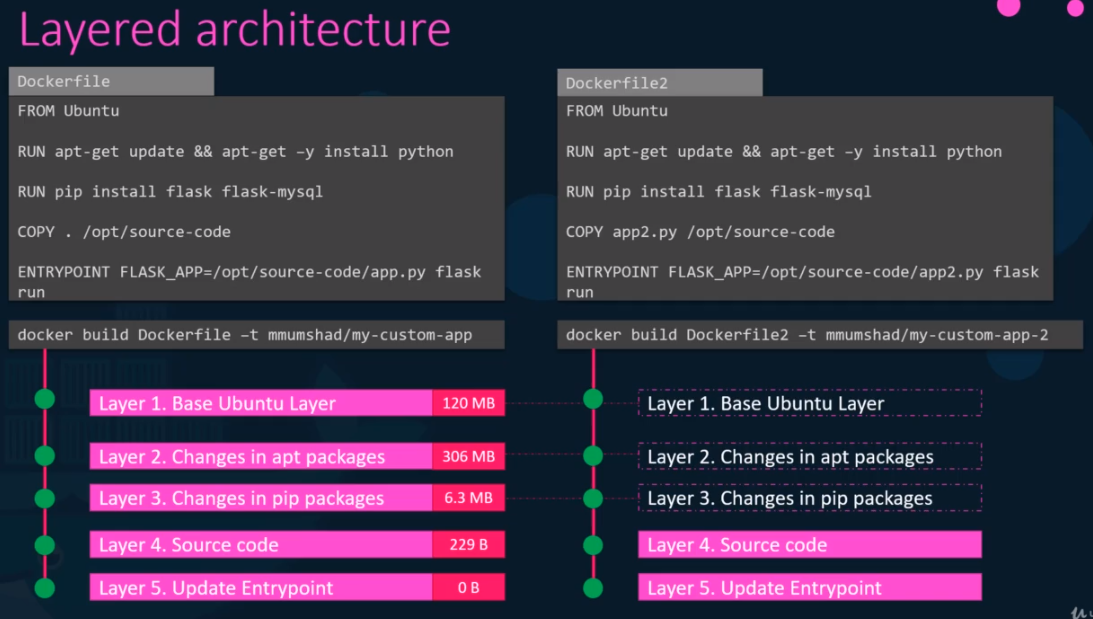 Layered architecture
Dockerfile
FROM Ubuntu
RUN apt-get update && apt-get –y install python
RUN pip install flask flask-mysql
COPY . /opt/source-code
ENTRYPOINT FLASK_APP=/opt/source-code/app.py flask
run
docker build Dockerfile –t mmumshad/my-custom-app
Layer 1. Base Ubuntu Layer 120 MB
Layer 2. Changes in apt packages 306 MB
Layer 3. Changes in pip packages 6.3 MB
Layer 4. Source code 229 B
Layer 5. Update Entrypoint 0 B
Dockerfile2
FROM Ubuntu
RUN apt-get update && apt-get –y install python
RUN pip install flask flask-mysql
COPY app2.py /opt/source-code
ENTRYPOINT FLASK_APP=/opt/source-code/app2.py flask
run
docker build Dockerfile2 –t mmumshad/my-custom-app-2
Layer 1. Base Ubuntu Layer
Layer 2. Changes in apt packages
Layer 3. Changes in pip packages
Layer 4. Source code
Layer 5. Update Entrypoint